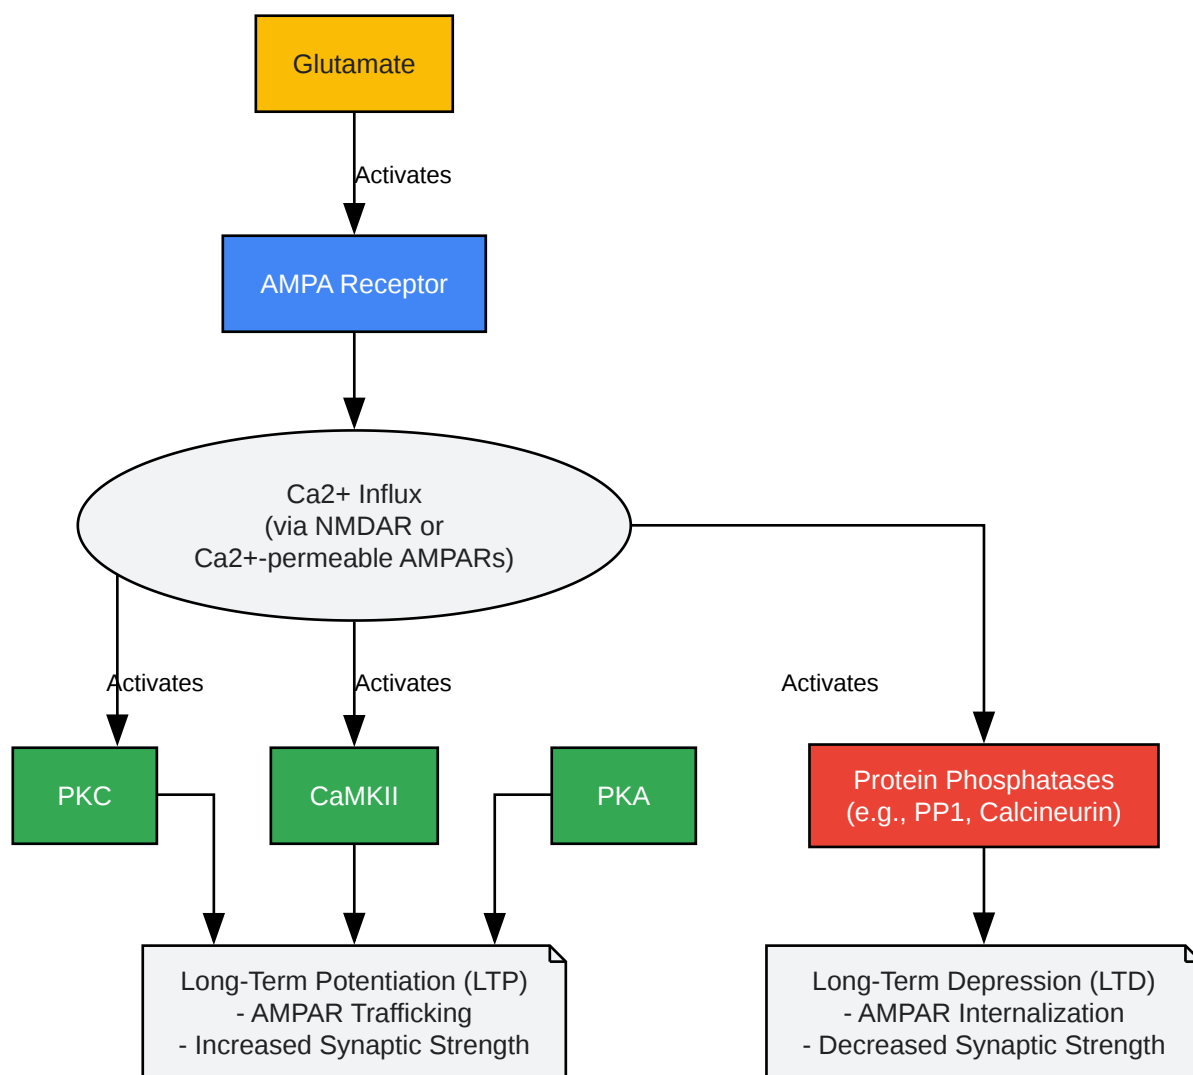 Glutamate
Activates
AMPA Receptor
Ca2+ Influx
(via NMDAR or
Ca2+-permeable AMPARs)
Activates
Activates
Activates
PKC
CaMKII
PKA
Protein Phosphatases
(e.g., PP1, Calcineurin)
Long-Term Potentiation (LTP)
- AMPAR Trafficking
- Increased Synaptic Strength
Long-Term Depression (LTD)
- AMPAR Internalization
- Decreased Synaptic Strength